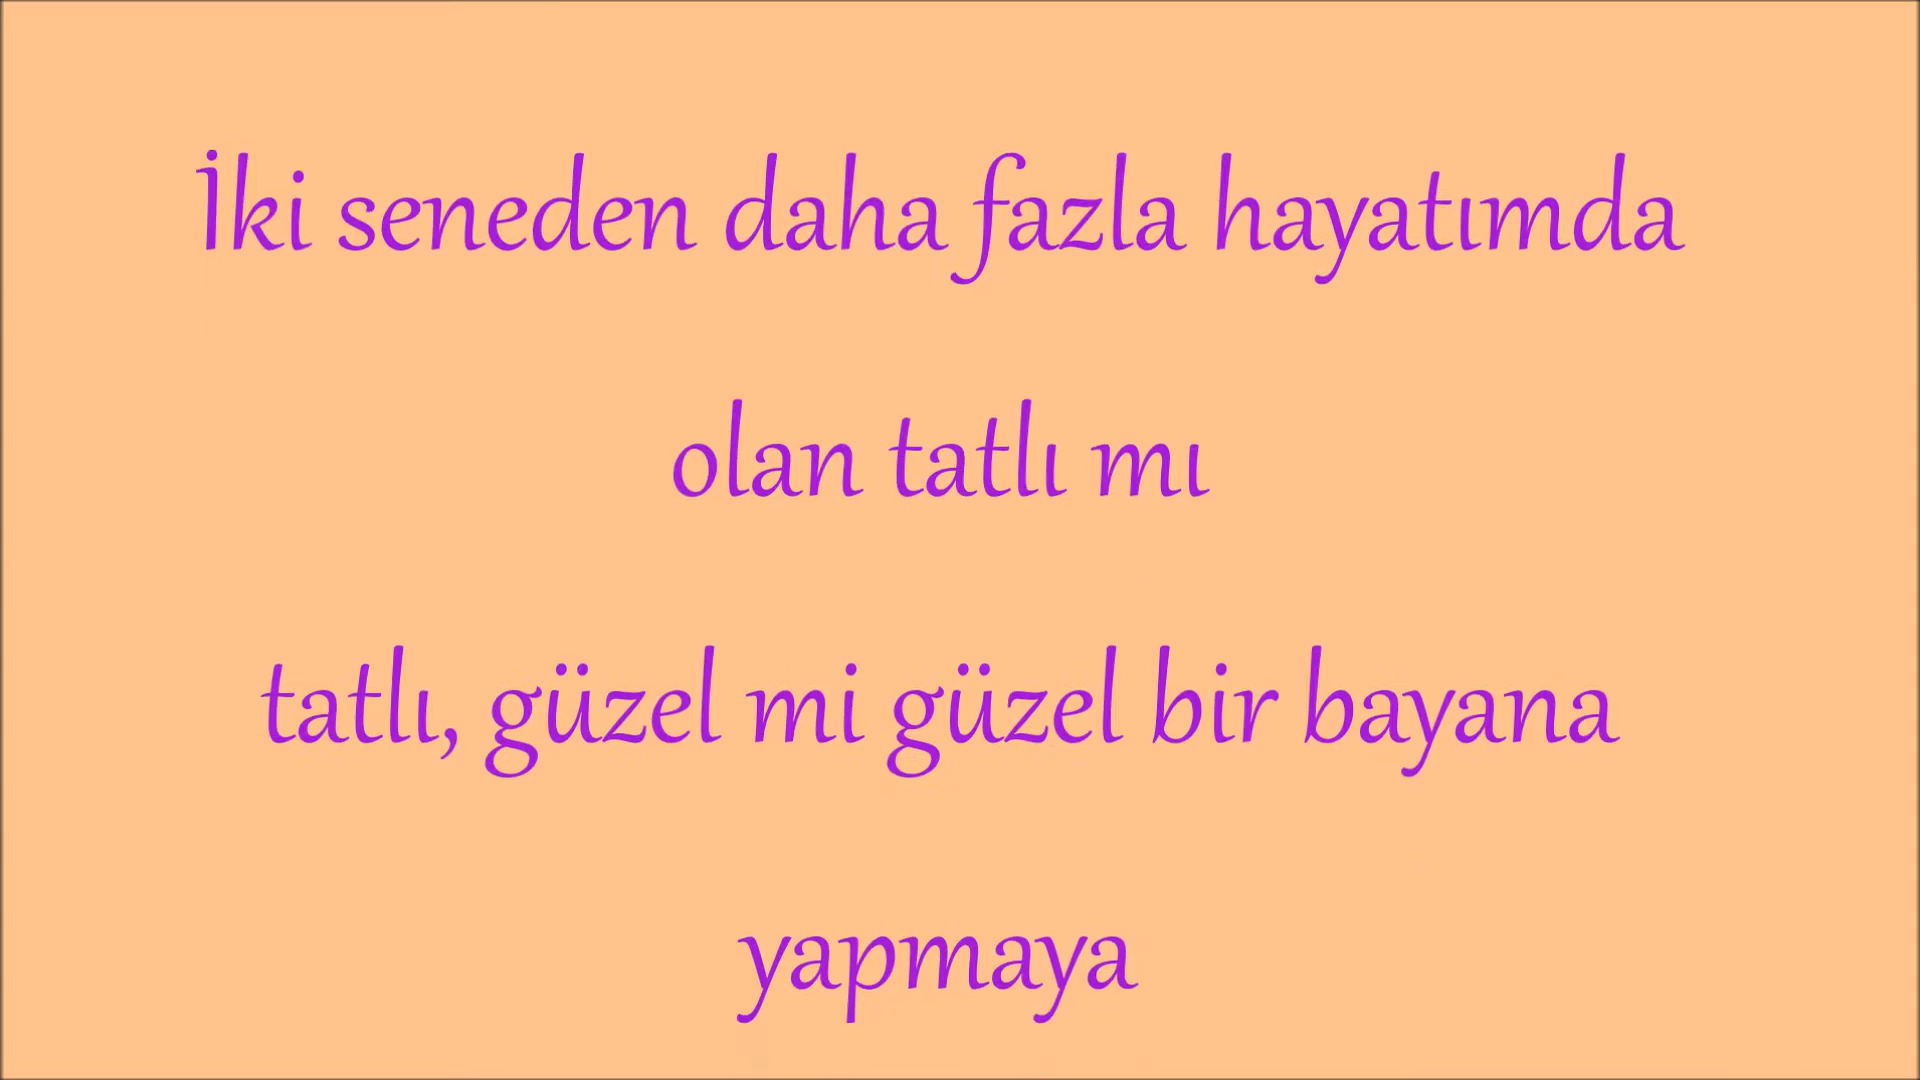 İki seneden daha fazla hayatımda
olan tatlı mı
tatlı, güzel mi güzel bir bayana
yapmaya